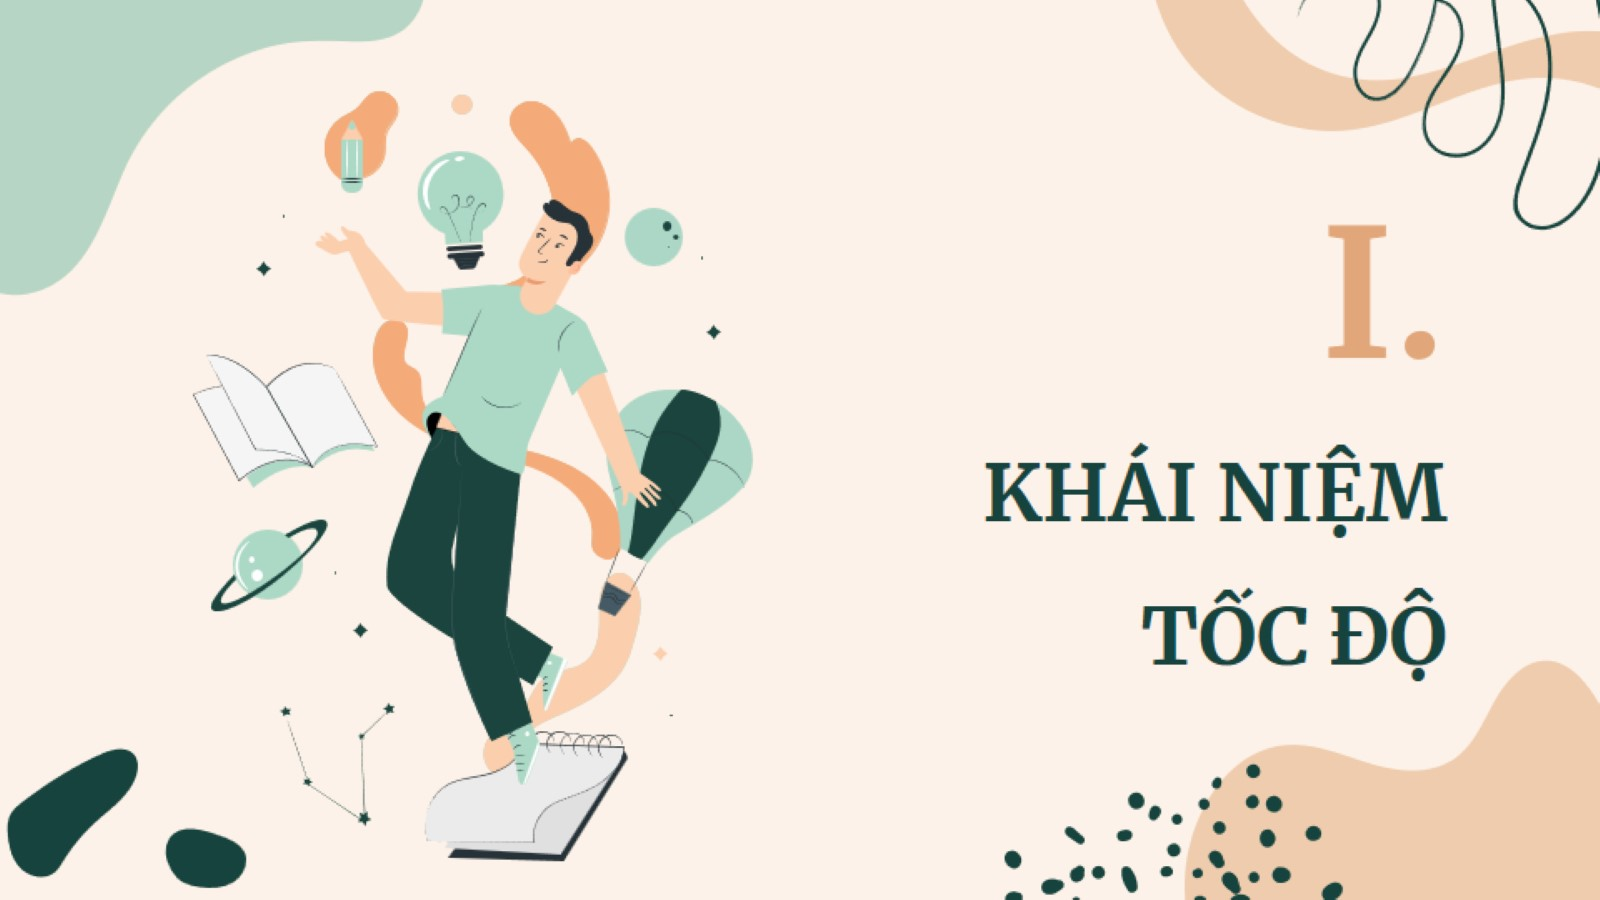 I.
KHÁI NIỆM
TỐC ĐỘ